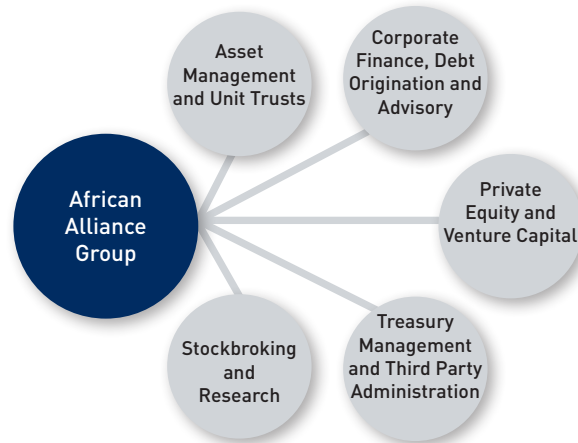 Asset
Management
and Unit Trusts
Corporate
Finance, Debt
Origination and
Advisory
African
Alliance
Group
Private
Equity and
Venture Capital
Stockbroking
and
Research
Treasury
Management
and Third Party
Administration